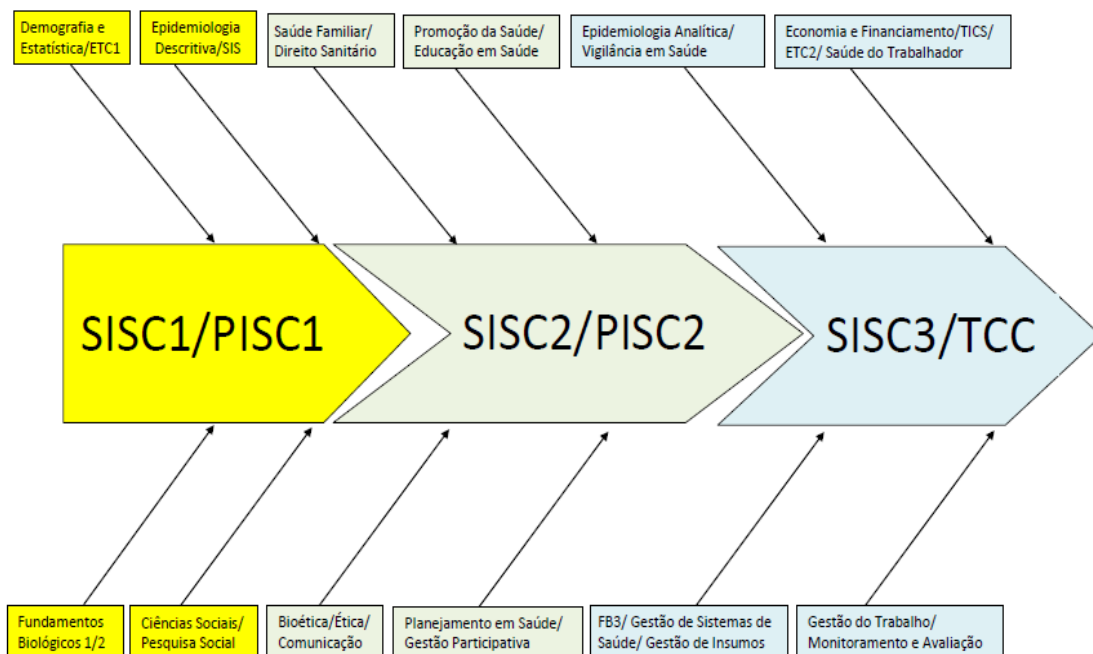 Demografia e
Estatística/ETC1
Epidemiologia
Descritiva/SIS
Saúde Familiar/
Direito Sanitário
Promoção da Saúde/
Educação em Saúde
Epidemiologia Analítica/
Vigilância em Saúde
Economia e Financiamento/TICS/
ETC2/ Saúde do Trabalhador
SISC1/PISC1
SISC2/PISC2
SISC3/TCC
Fundamentos
Biológicos 1/2
Ciências Sociais/
Pesquisa Social
Bioética/Ética/
Comunicação
Planejamento em Saúde/
Gestão Participativa
FB3/ Gestão de Sistemas de
Saúde/ Gestão de Insumos
Gestão do Trabalho/
Monitoramento e Avaliação